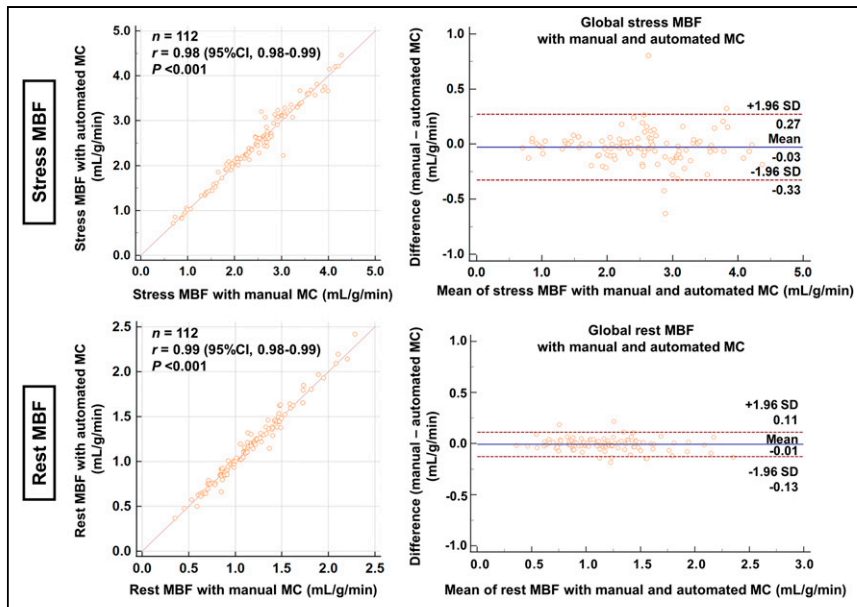 Stress MBF
Stress MBF with automated MC
(mL/g/min)
5.0
4.0
3.0
2.0
1.0
0.0
n = 112
r = 0.98 (95%CI, 0.98-0.99)
P <0.001
0.0 1.0 2.0 3.0 4.0 5.0
Stress MBF with manual MC (mL/g/min)
Global stress MBF
with manual and automated MC
Difference (manual – automated MC)
(mL/g/min)
1.0
0.5
0.0
-0.5
-1.0
+1.96 SD
0.27
Mean
-0.03
-1.96 SD
-0.33
0.0 1.0 2.0 3.0 4.0 5.0
Mean of stress MBF with manual and automated MC (mL/g/min)
Rest MBF
Rest MBF with automated MC
(mL/g/min)
2.5
2.0
1.5
1.0
0.5
0.0
n = 112
r = 0.99 (95%CI, 0.98-0.99)
P <0.001
0.0 0.5 1.0 1.5 2.0 2.5
Rest MBF with manual MC (mL/g/min)
Global rest MBF
with manual and automated MC
Difference (manual – automated MC)
(mL/g/min)
1.0
0.5
0.0
-0.5
-1.0
+1.96 SD
0.11
Mean
-0.01
-1.96 SD
-0.13
0.0 0.5 1.0 1.5 2.0 2.5 3.0
Mean of rest MBF with manual and automated MC (mL/g/min)